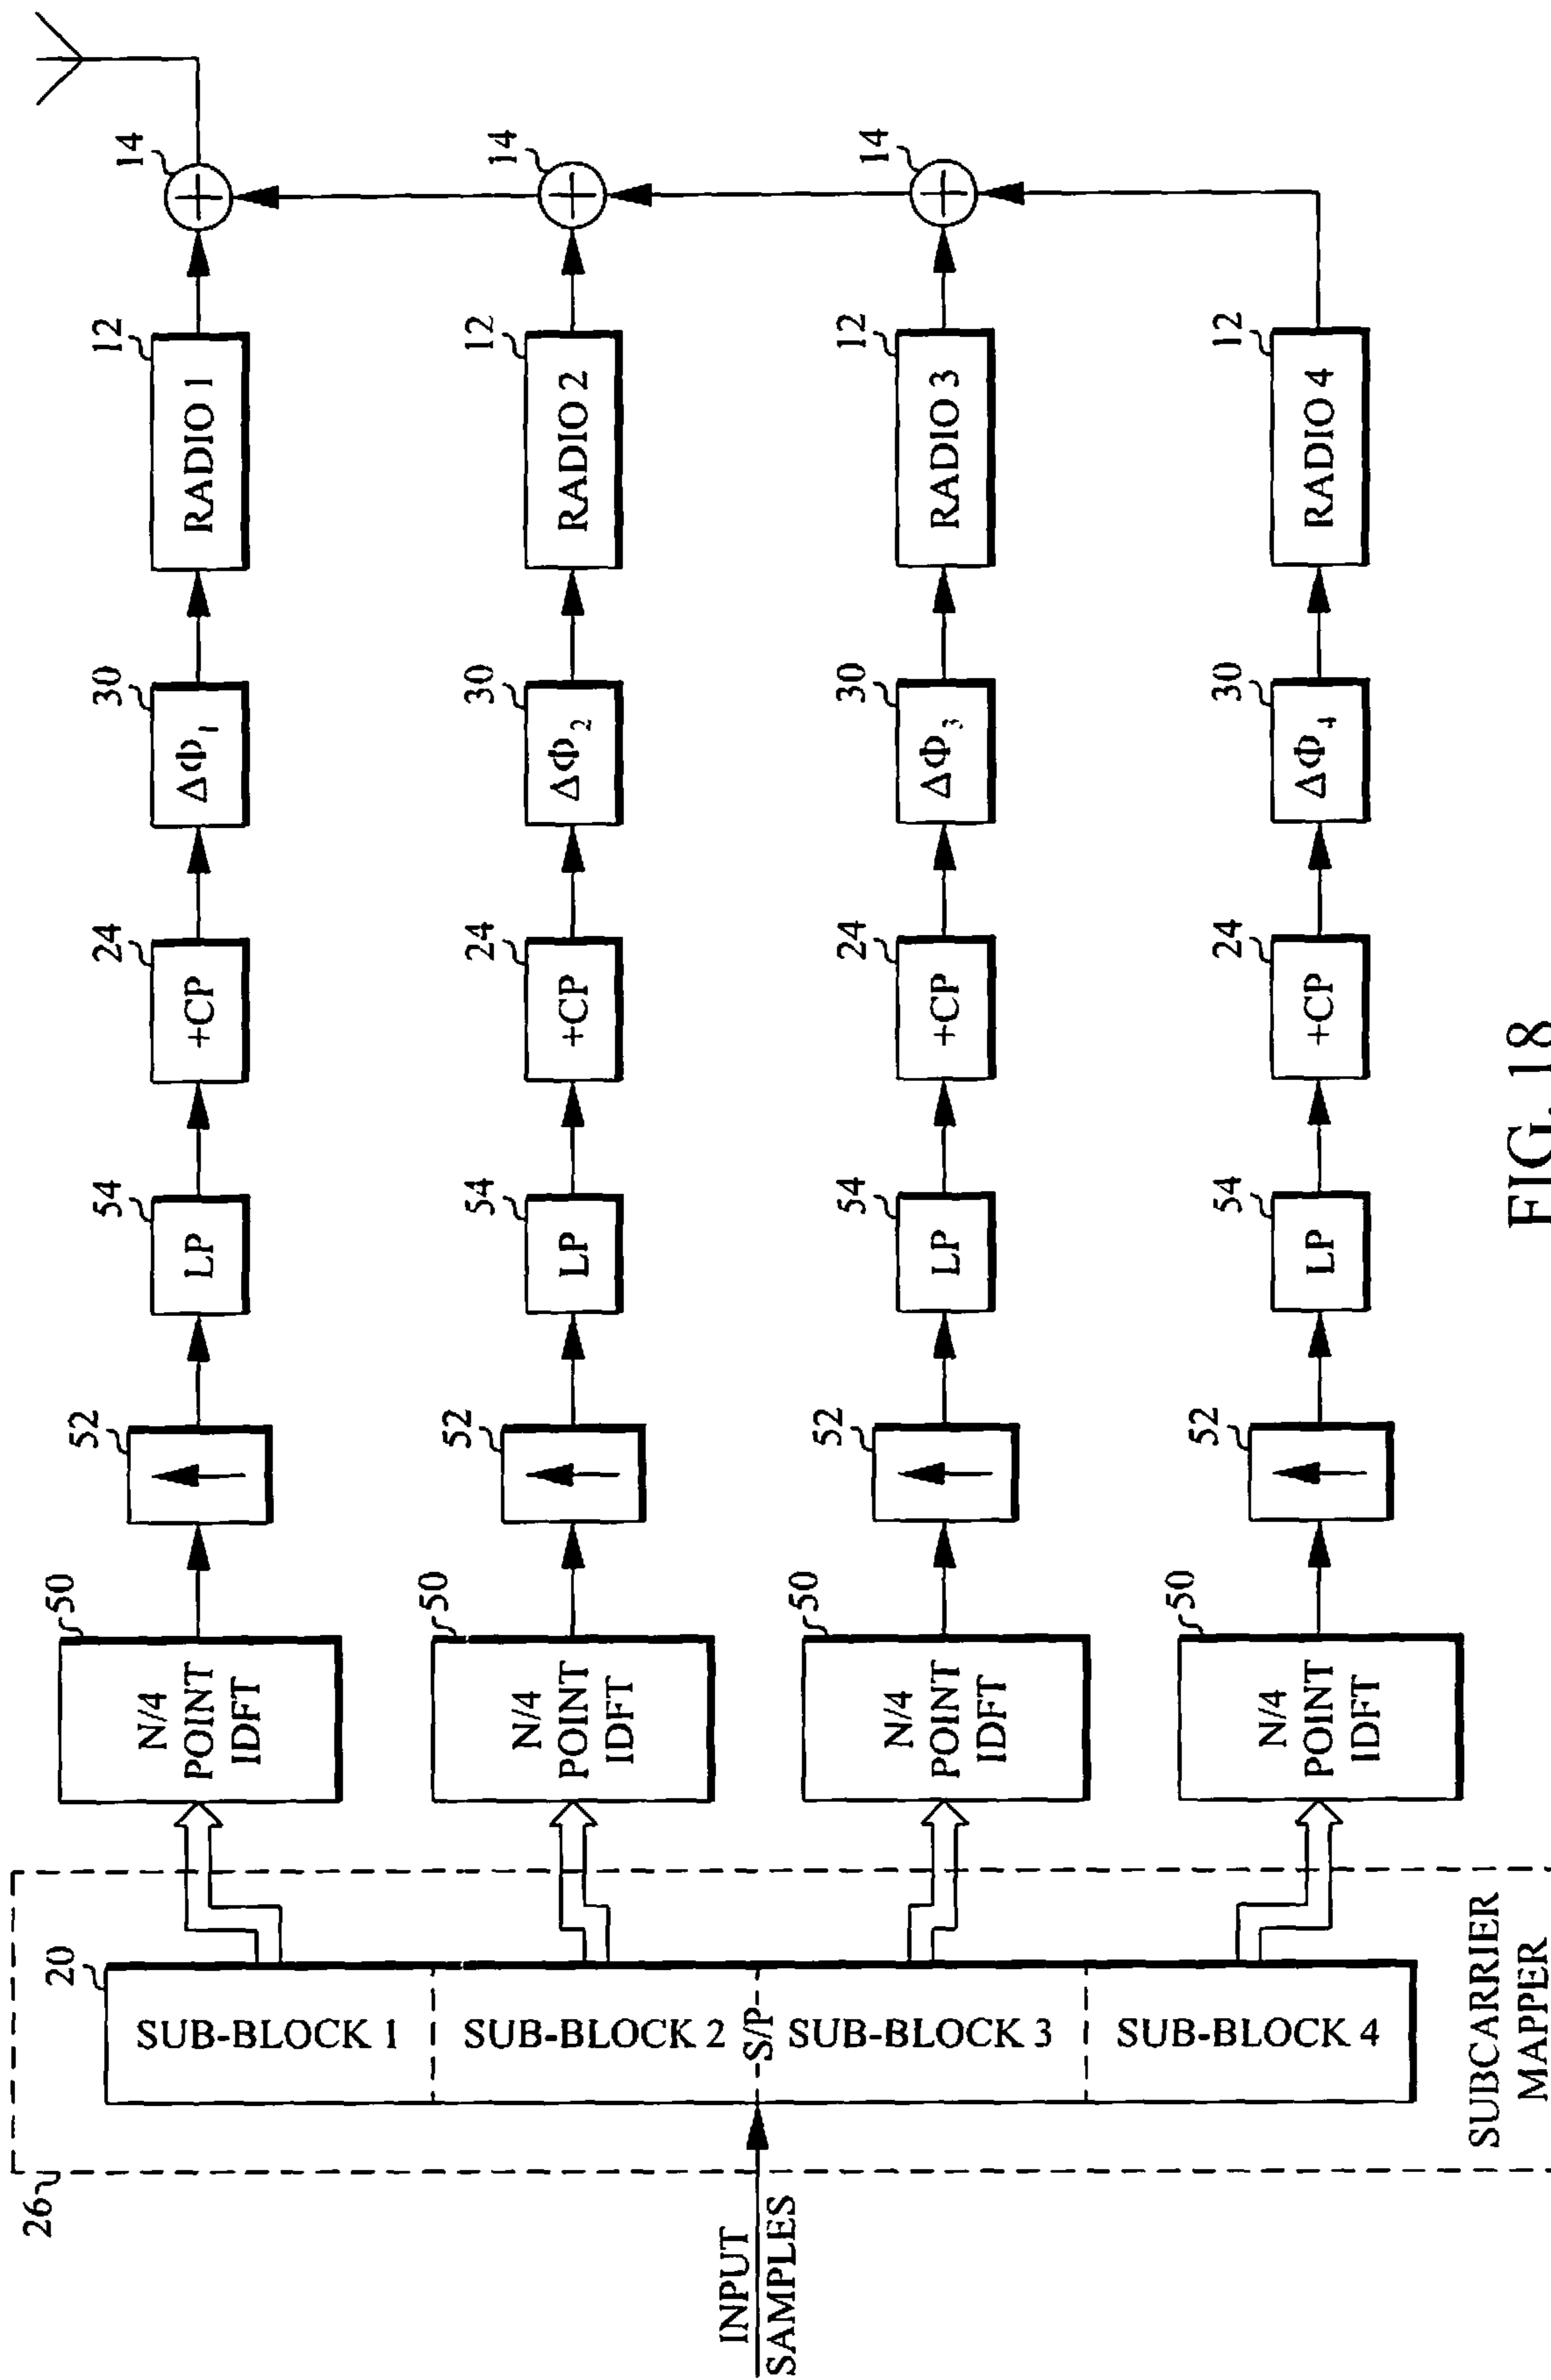 26
20
SUB-BLOCK 1
SUB-BLOCK 2
S/P
SUB-BLOCK 3
SUB-BLOCK 4
INPUT
SAMPLES
SUBCARRIER
MAPPER
50
N/4
POINT
IDFT
52
54
LP
24
+CP
30
ΔΦ1
12
RADIO 1
14
50
N/4
POINT
IDFT
52
54
LP
24
+CP
30
ΔΦ2
12
RADIO 2
14
50
N/4
POINT
IDFT
52
54
LP
24
+CP
30
ΔΦ3
12
RADIO 3
14
50
N/4
POINT
IDFT
52
54
LP
24
+CP
30
ΔΦ4
12
RADIO 4
FIG. 18